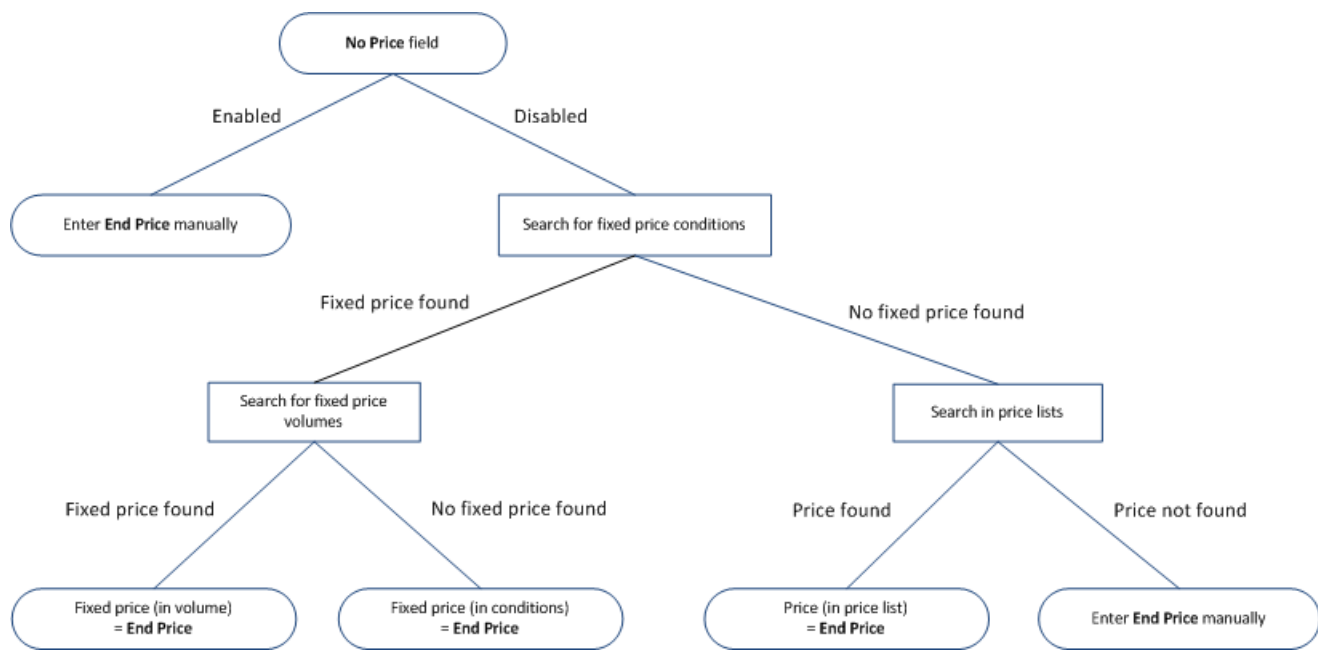 No Price field
Enabled
Disabled
Enter End Price manually
Search for fixed price conditions
Fixed price found
No fixed price found
Search for fixed price
volumes
Search in price lists
Fixed price found
No fixed price found
Price found
Price not found
Fixed price (in volume)
= End Price
Fixed price (in conditions)
= End Price
Price (in price list)
= End Price
Enter End Price manually